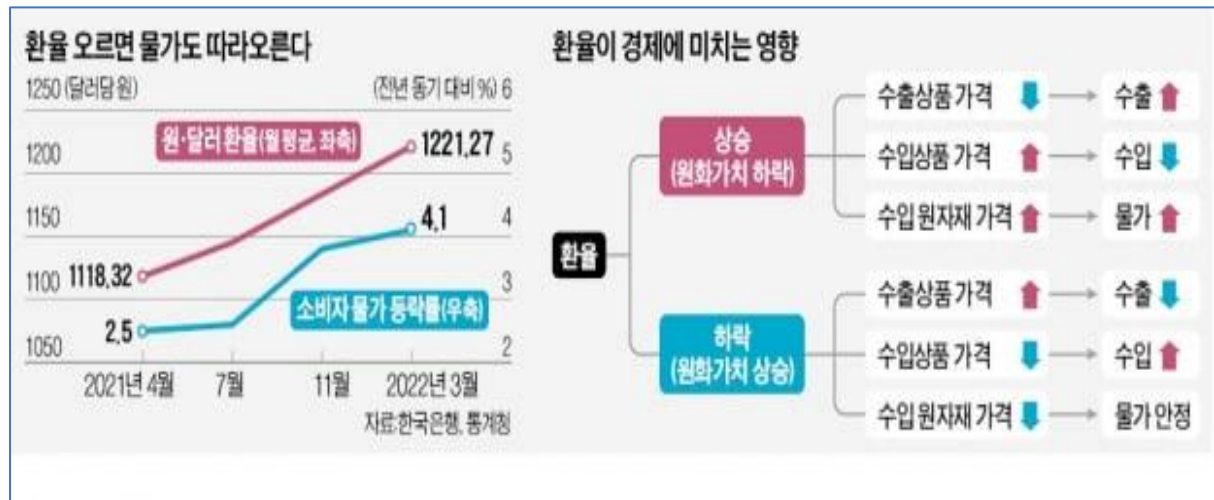 환율 오르면 물가도 따라오른다
1250 (달러당 원)
(전년 동기 대비 %) 6
원·달러 환율(월평균, 좌축)
1200
1221.27
5
1150
4.1
4
1100
1118.32
3
소비자 물가 등락률(우축)
2.5
1050
2
2021년 4월
7월
11월
2022년 3월
자료:한국은행, 통계청
환율이 경제에 미치는 영향
환율
상승
(원화가치 하락)
수출상품 가격
수출
수입상품 가격
수입
수입 원자재 가격
물가
하락
(원화가치 상승)
수출상품 가격
수출
수입상품 가격
수입
수입 원자재 가격
물가 안정